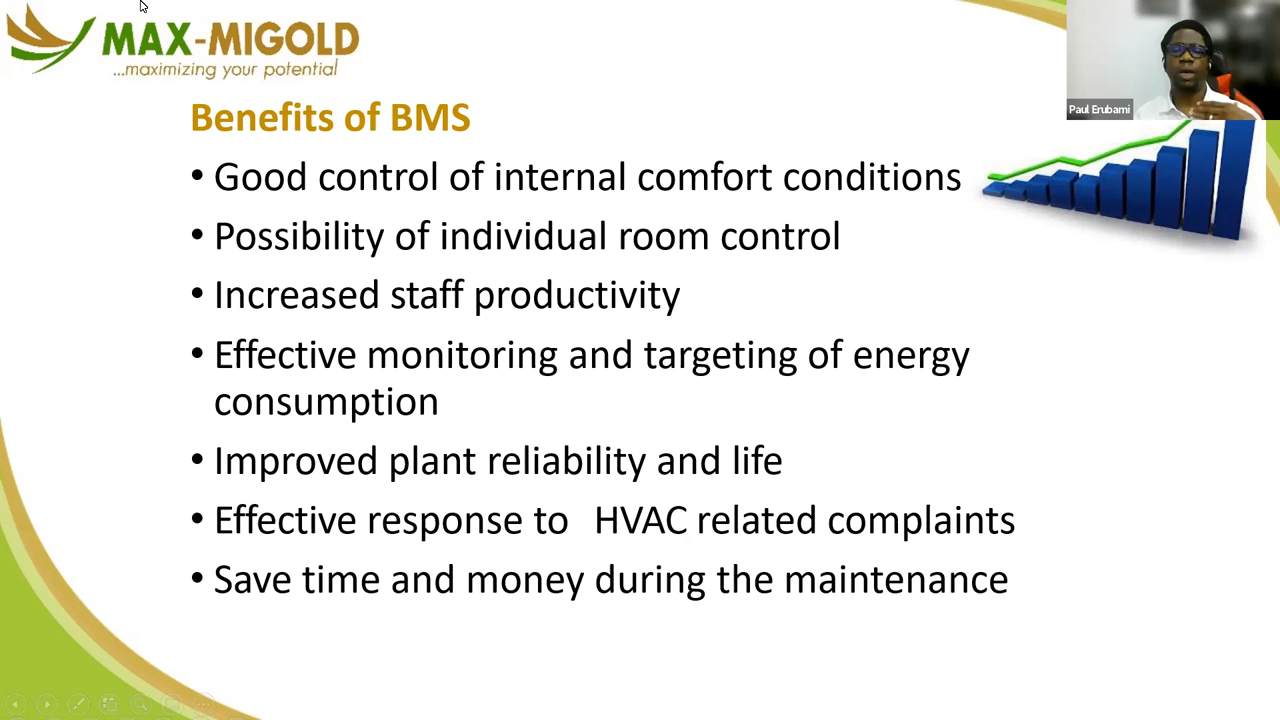 MAX-MIGOLD
...maximizing your potential
Paul Erubami
Benefits of BMS
• Good control of internal comfort conditions
• Possibility of individual room control
• Increased staff productivity
• Effective monitoring and targeting of energy
consumption
• Improved plant reliability and life
• Effective response to HVAC related complaints
• Save time and money during the maintenance